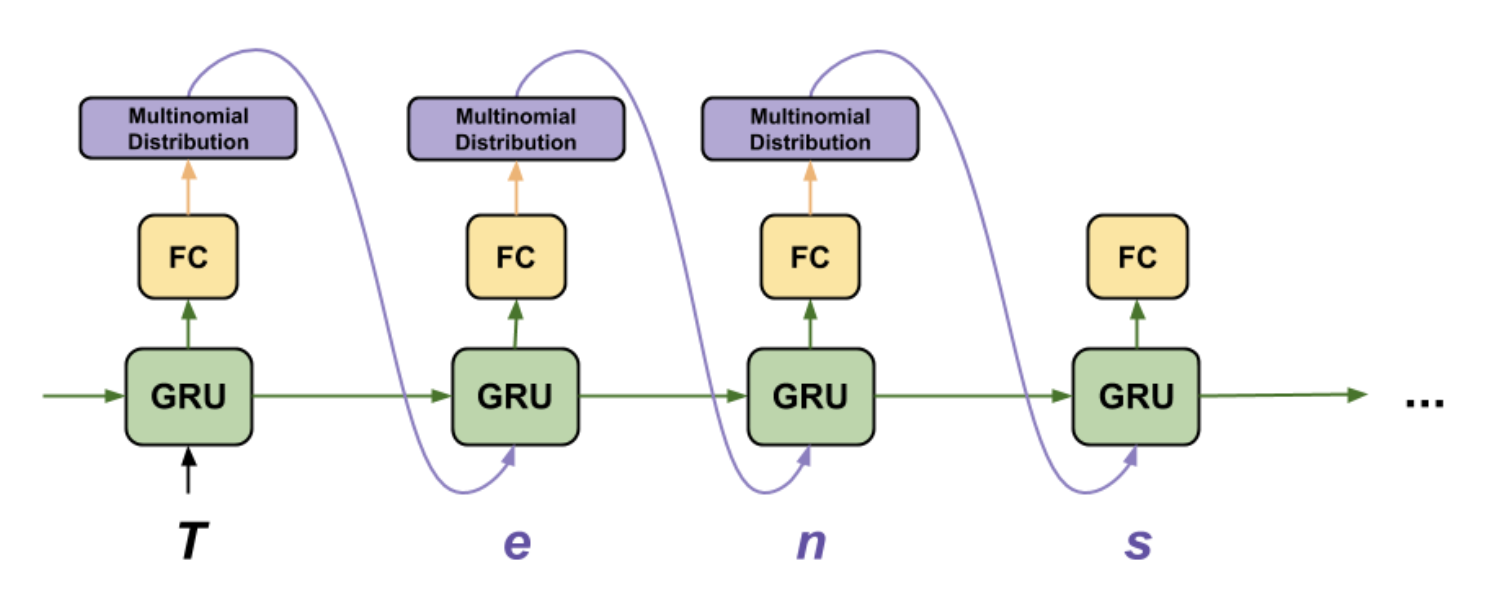 Multinomial
Distribution
Multinomial
Distribution
Multinomial
Distribution
FC
FC
FC
FC
GRU
GRU
GRU
GRU
...
T
e
n
s